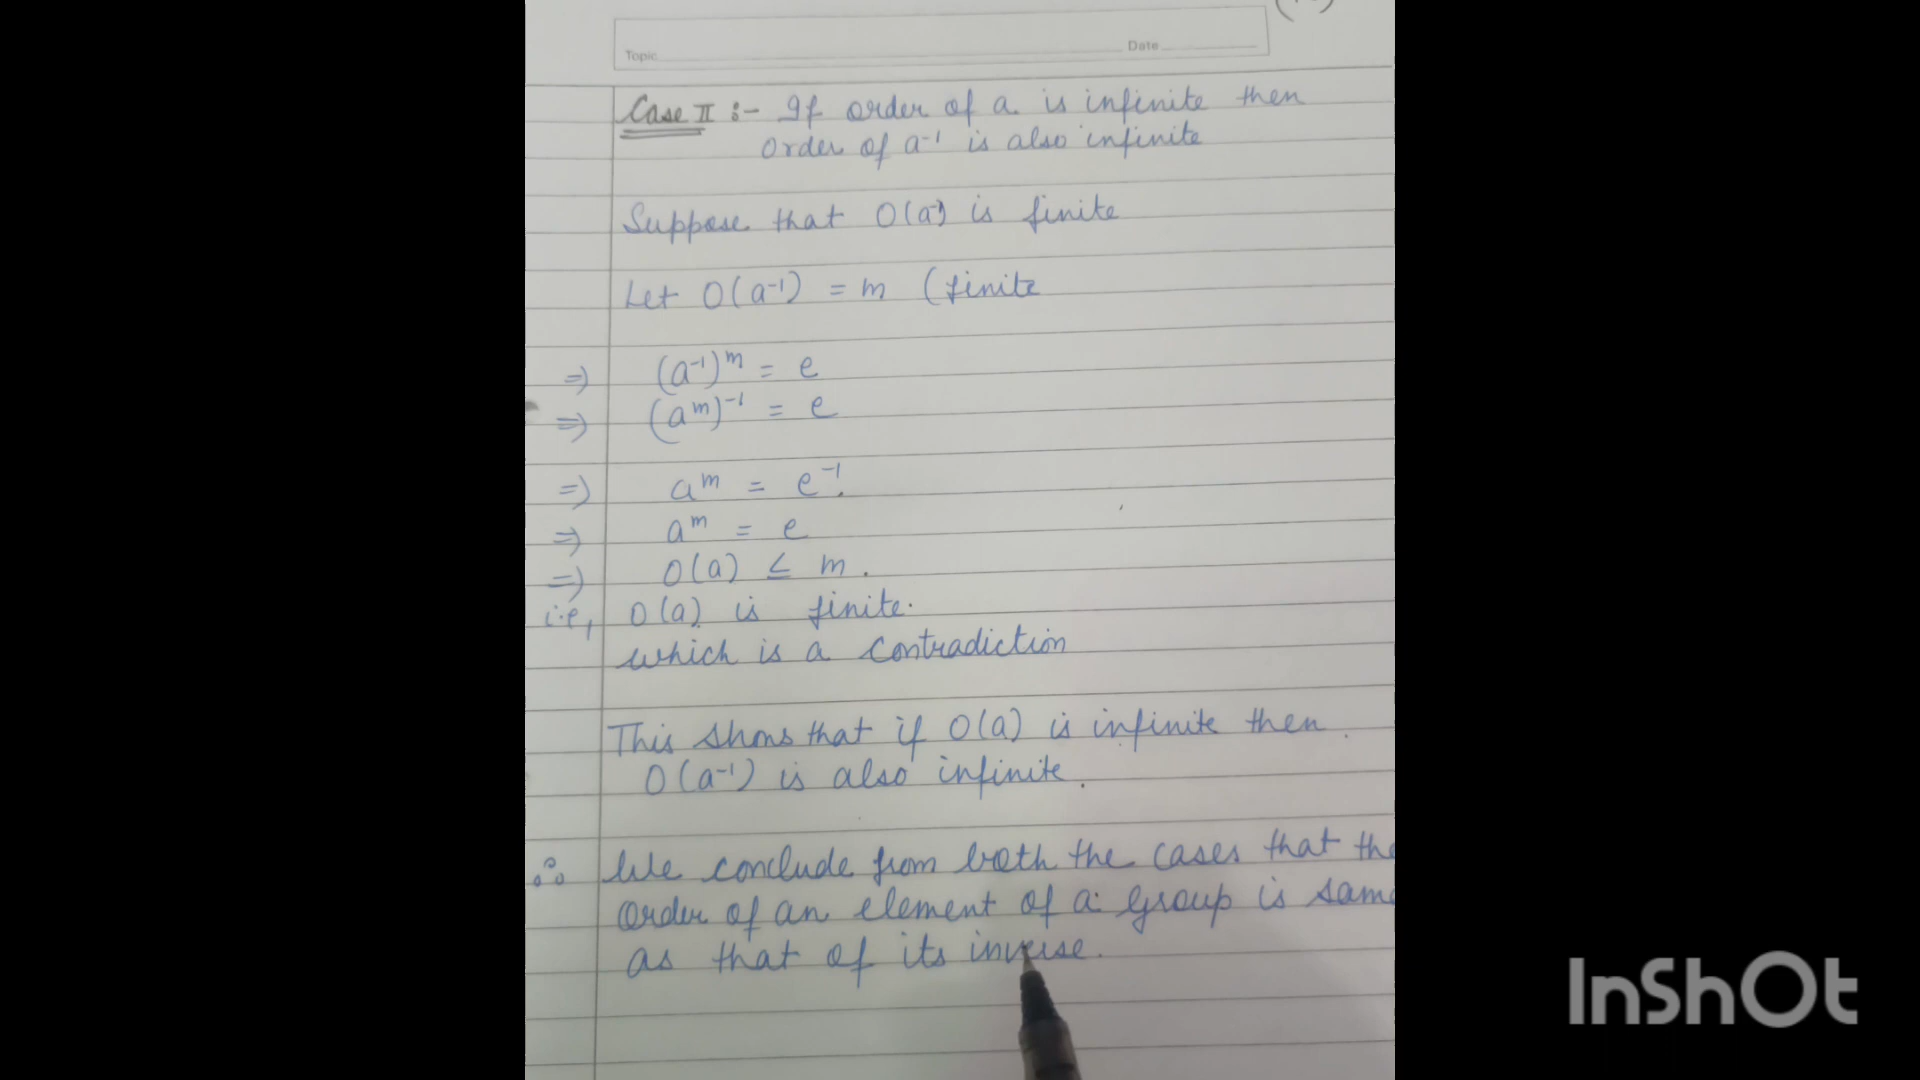 Topic Date
Case II :- If order of a is infinite then
order of a-1 is also infinite
Suppose that O(a-1) is finite
Let O(a-1) = m (finite
=> (a-1)m = e
=> (am)-1 = e
=> am = e-1.
=> am = e
=> O(a) ≤ m.
i.e, O(a) is finite.
which is a contradiction
This shows that if O(a) is infinite then.
O(a-1) is also infinite.
∴ We conclude from both the cases that the
order of an element of a group is same
as that of its inverse.
InShOt